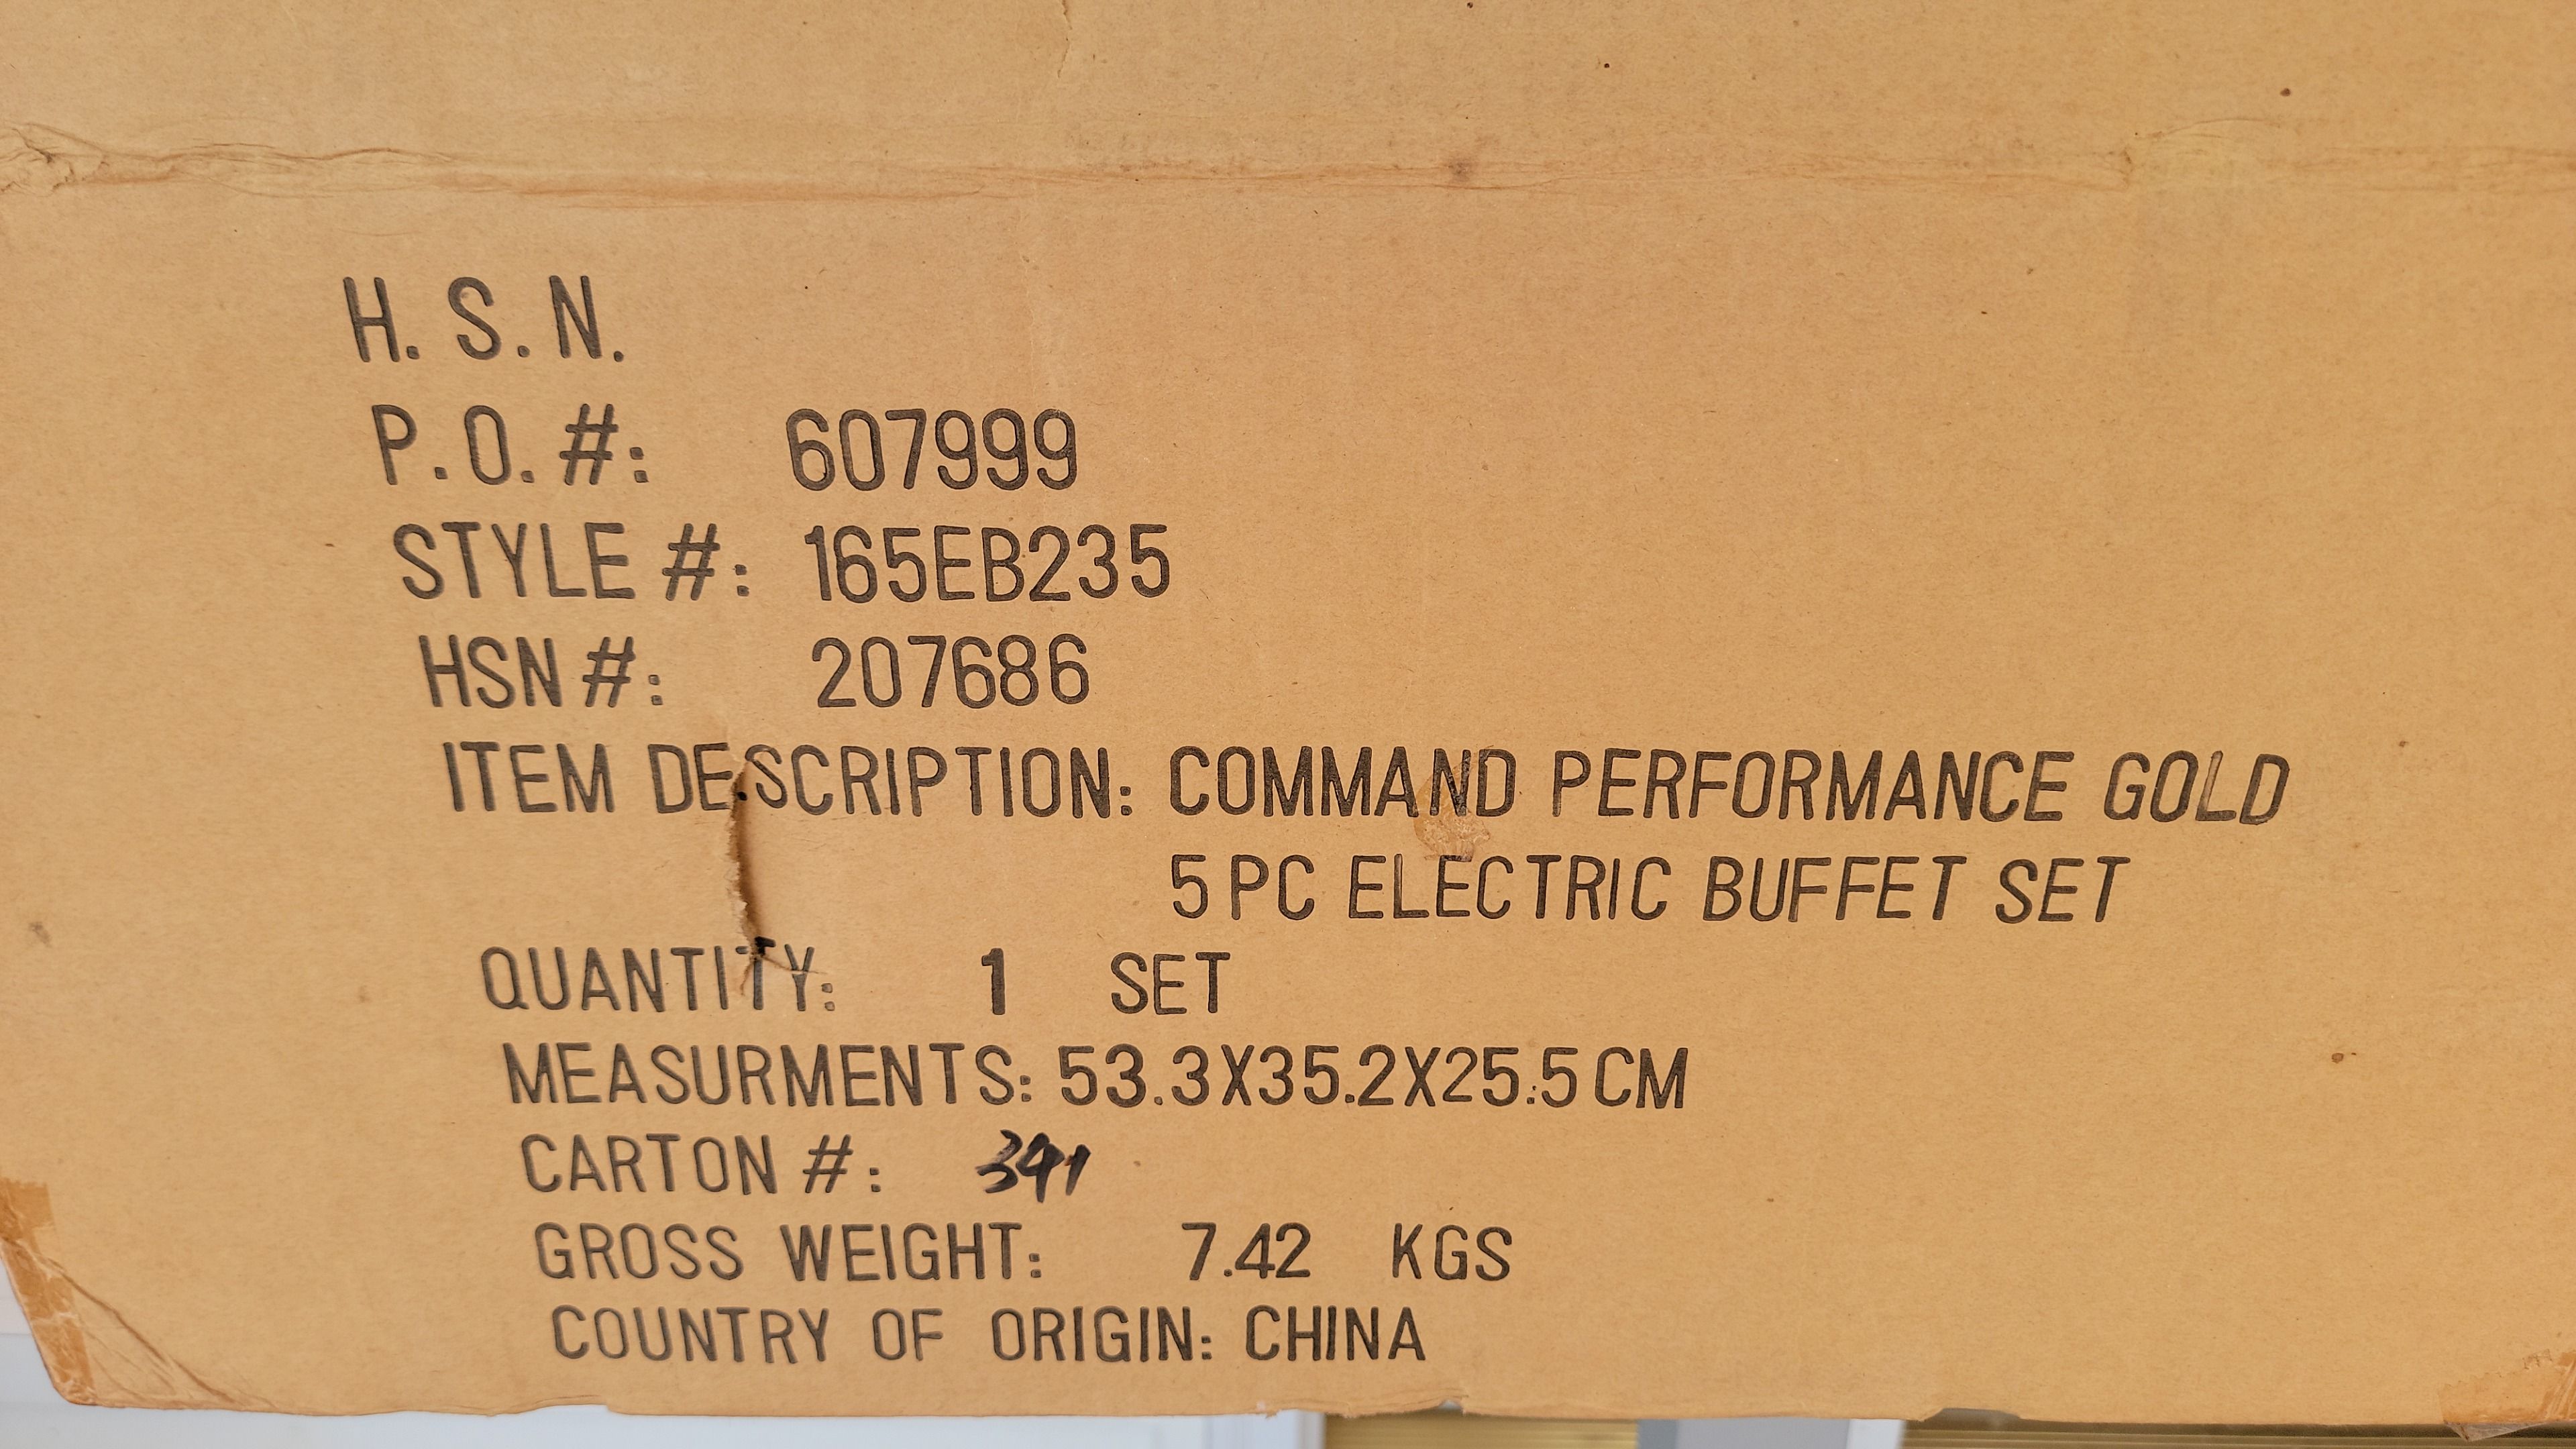 H. S. N.
P. O. #: 607999
STYLE #: 165EB235
HSN #: 207686
ITEM DESCRIPTION: COMMAND PERFORMANCE GOLD
5 PC ELECTRIC BUFFET SET
QUANTITY: 1 SET
MEASURMENTS: 53.3X35.2X25.5 CM
CARTON #: 391
GROSS WEIGHT: 7.42 KGS
COUNTRY OF ORIGIN: CHINA